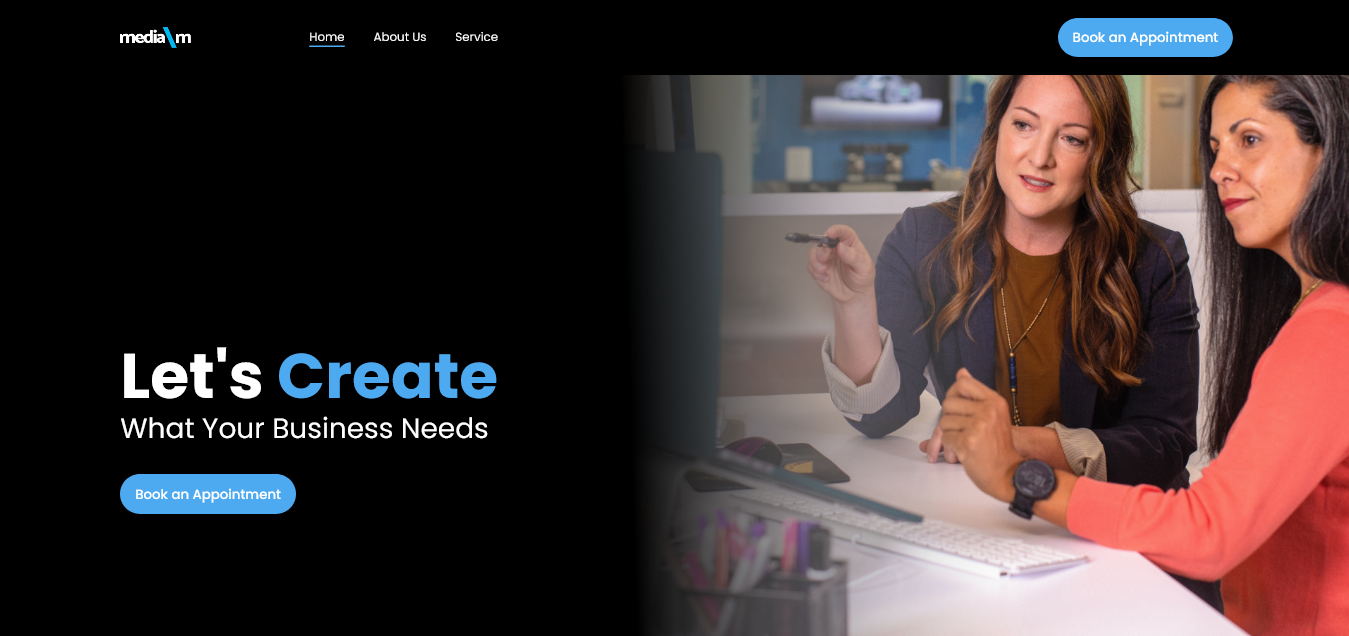 media\m
Home
About Us
Service
Book an Appointment
Let's Create
What Your Business Needs
Book an Appointment